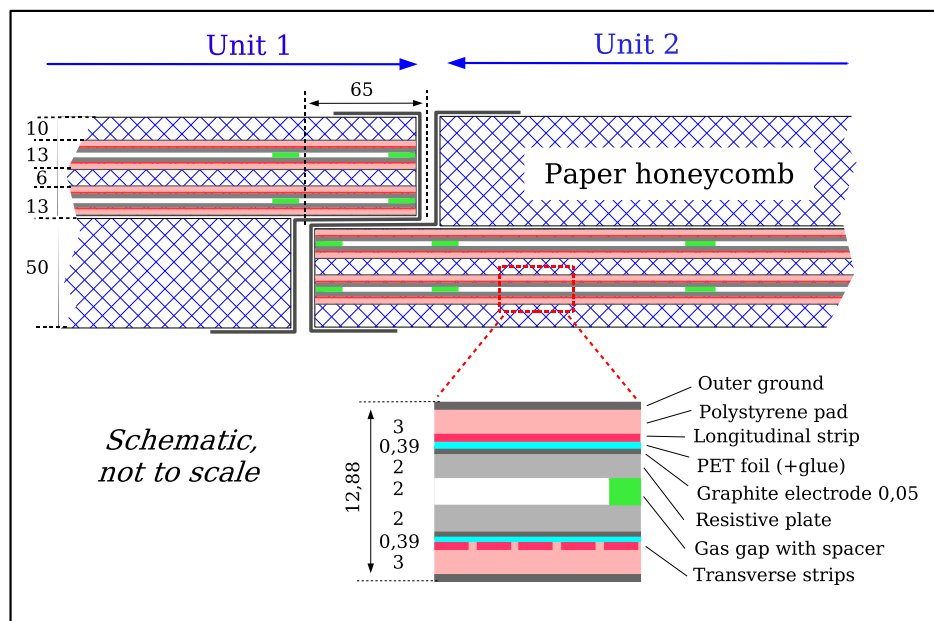 Unit 1
Unit 2
65
10
13
6
13
50
Paper honeycomb
Schematic,
not to scale
12,88
3
0,39
2
2
2
0,39
3
Outer ground
Polystyrene pad
Longitudinal strip
PET foil (+glue)
Graphite electrode 0,05
Resistive plate
Gas gap with spacer
Transverse strips